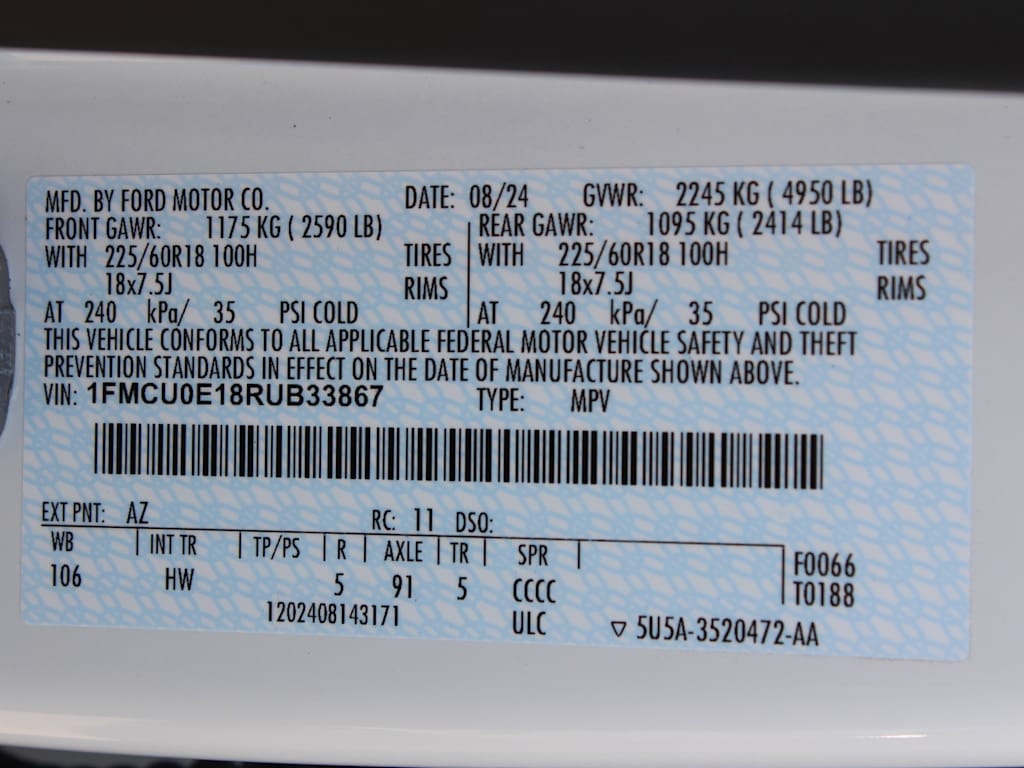 MFD. BY FORD MOTOR CO. DATE: 08/24 GVWR: 2245 KG ( 4950 LB)
FRONT GAWR: 1175 KG ( 2590 LB) REAR GAWR: 1095 KG ( 2414 LB)
WITH 225/60R18 100H TIRES WITH 225/60R18 100H TIRES
18x7.5J RIMS 18x7.5J RIMS
AT 240 kPa/ 35 PSI COLD AT 240 kPa/ 35 PSI COLD
THIS VEHICLE CONFORMS TO ALL APPLICABLE FEDERAL MOTOR VEHICLE SAFETY AND THEFT
PREVENTION STANDARDS IN EFFECT ON THE DATE OF MANUFACTURE SHOWN ABOVE.
VIN: 1FMCU0E18RUB33867 TYPE: MPV
EXT PNT: AZ RC: 11 DSO:
WB INT TR TP/PS R AXLE TR SPR F0066
106 HW 5 91 5 CCCC T0188
1202408143171 ULC ▽ 5U5A-3520472-AA